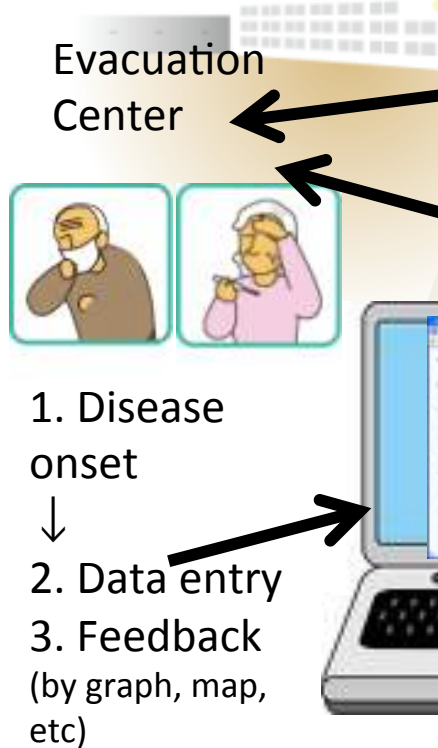 Evacuation
Center
1. Disease
onset
↓
2. Data entry
3. Feedback
(by graph, map,
etc)